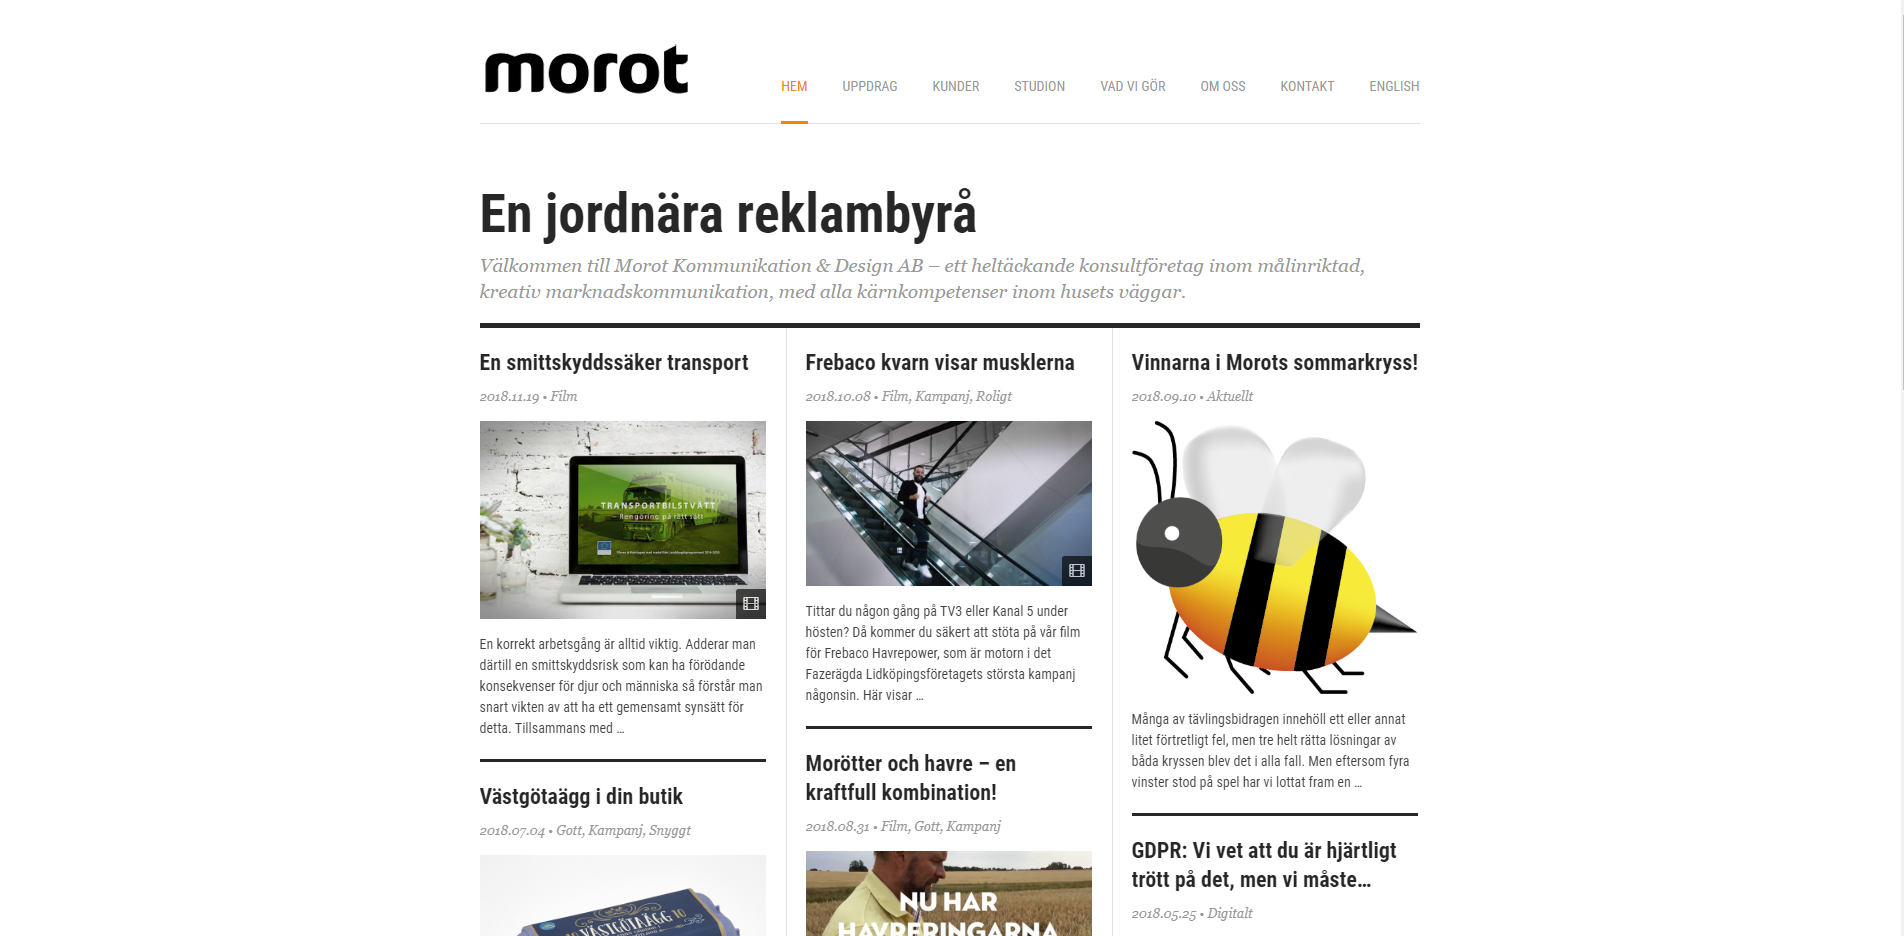 morot
HEM UPPDRAG KUNDER STUDION VAD VI GÖR OM OSS KONTAKT ENGLISH
En jordnära reklambyrå
Välkommen till Morot Kommunikation & Design AB – ett heltäckande konsultföretag inom målinriktad,
kreativ marknadskommunikation, med alla kärnkompetenser inom husets väggar.
En smittskyddssäker transport
2018.11.19 • Film
TRANSPORTBILSTVÄTT
Rengöring på rätt sätt
En korrekt arbetsgång är alltid viktig. Adderar man
därtill en smittskyddsrisk som kan ha förödande
konsekvenser för djur och människa så förstår man
snart vikten av att ha ett gemensamt synsätt för
detta. Tillsammans med ...
Västgötaägg i din butik
2018.07.04 • Gott, Kampanj, Snyggt
VÄSTGÖTAÄGG 10
Frebaco kvarn visar musklerna
2018.10.08 • Film, Kampanj, Roligt
Tittar du någon gång på TV3 eller Kanal 5 under
hösten? Då kommer du säkert att stöta på vår film
för Frebaco Havrepower, som är motorn i det
Fazerägda Lidköpingsföretagets största kampanj
någonsin. Här visar ...
Morötter och havre – en
kraftfull kombination!
2018.08.31 • Film, Gott, Kampanj
NU HAR
HAVRERINGARNA
Vinnarna i Morots sommarkryss!
2018.09.10 • Aktuellt
Många av tävlingsbidragen innehöll ett eller annat
litet förtretligt fel, men tre helt rätta lösningar av
båda kryssen blev det i alla fall. Men eftersom fyra
vinster stod på spel har vi lottat fram en ...
GDPR: Vi vet att du är hjärtligt
trött på det, men vi måste...
2018.05.25 • Digitalt